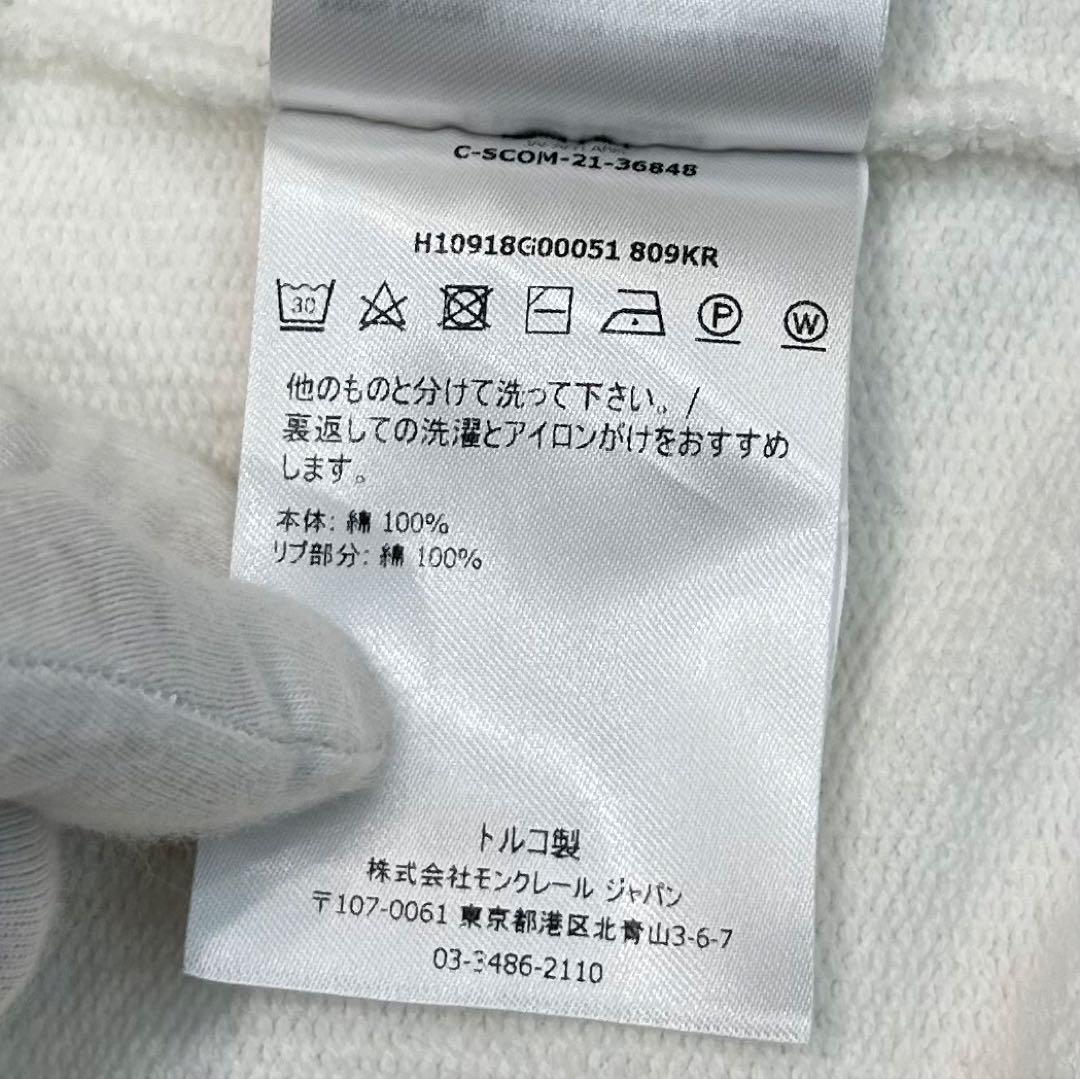 C-SCOM-21-36848
H10918G00051 809KR
30
P
W
他のものと分けて洗って下さい。/
裏返しての洗濯とアイロンがけをおすすめ
します。
本体: 綿 100%
リブ部分: 綿 100%
トルコ製
株式会社モンクレール ジャパン
〒107-0061 東京都港区北青山3-6-7
03-3486-2110